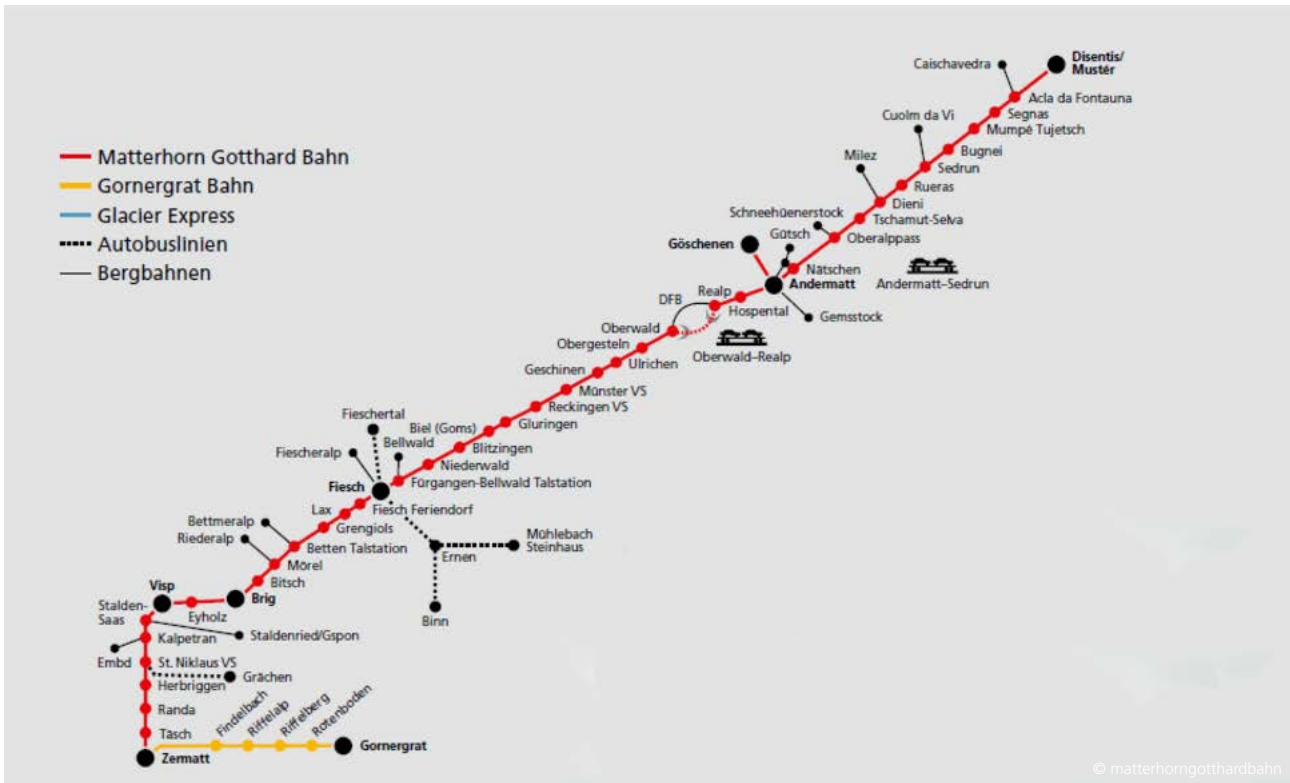 Matterhorn Gotthard Bahn
Gornergrat Bahn
Glacier Express
Autobuslinien
Bergbahnen
Disentis/
Mustér
Caischavedra
Acla da Fontauna
Segnas
Mumpé Tujetsch
Cuolm da Vi
Bugnei
Sedrun
Milez
Rueras
Dieni
Tschamut-Selva
Schneehüenerstock
Oberalppass
Gütsch
Göschenen
Nätschen
Andermatt
Andermatt–Sedrun
Realp
DFB
Hospental
Gemsstock
Oberwald
Oberwald–Realp
Obergesteln
Ulrichen
Geschinen
Münster VS
Reckingen VS
Gluringen
Fieschertal
Biel (Goms)
Bellwald
Blitzingen
Fiescheralp
Niederwald
Fürgangen-Bellwald Talstation
Fiesch
Fiesch Feriendorf
Lax
Grengiols
Bettmeralp
Riederalp
Betten Talstation
Mörel
Bitsch
Mühlebach
Steinhaus
Ernen
Binn
Visp
Brig
Eyholz
Stalden-
Saas
Staldenried/Gspon
Kalpetran
Embd
St. Niklaus VS
Grächen
Herbriggen
Randa
Täsch
Zermatt
Findelbach
Riffelalp
Riffelberg
Rotenboden
Gornergrat
© matterhorngotthardbahn